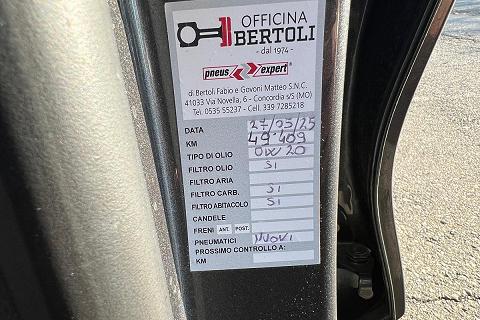 OFFICINA
BERTOLI
- dal 1974 -
pneus expert
di Bertoli Fabio e Govoni Matteo S.N.C.
41033 Via Novella, 6 - Concordia s/S (MO)
Tel. 0535 55237 - Cell. 339 7285218
DATA 27/03/25
KM 49.409
TIPO DI OLIO 0W20
FILTRO OLIO SI
FILTRO ARIA
FILTRO CARB. SI
FILTRO ABITACOLO SI
CANDELE
FRENI ANT. POST.
PNEUMATICI NUOVI
PROSSIMO CONTROLLO A:
KM